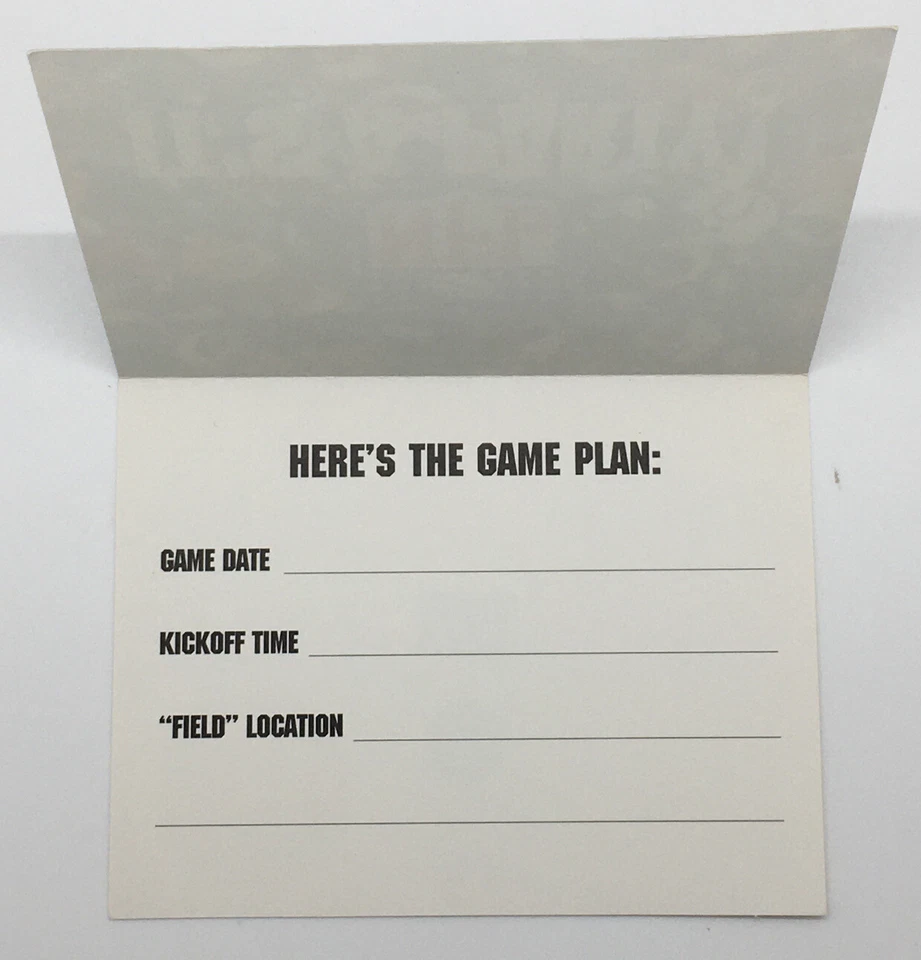 HERE'S THE GAME PLAN:
GAME DATE
KICKOFF TIME
“FIELD” LOCATION